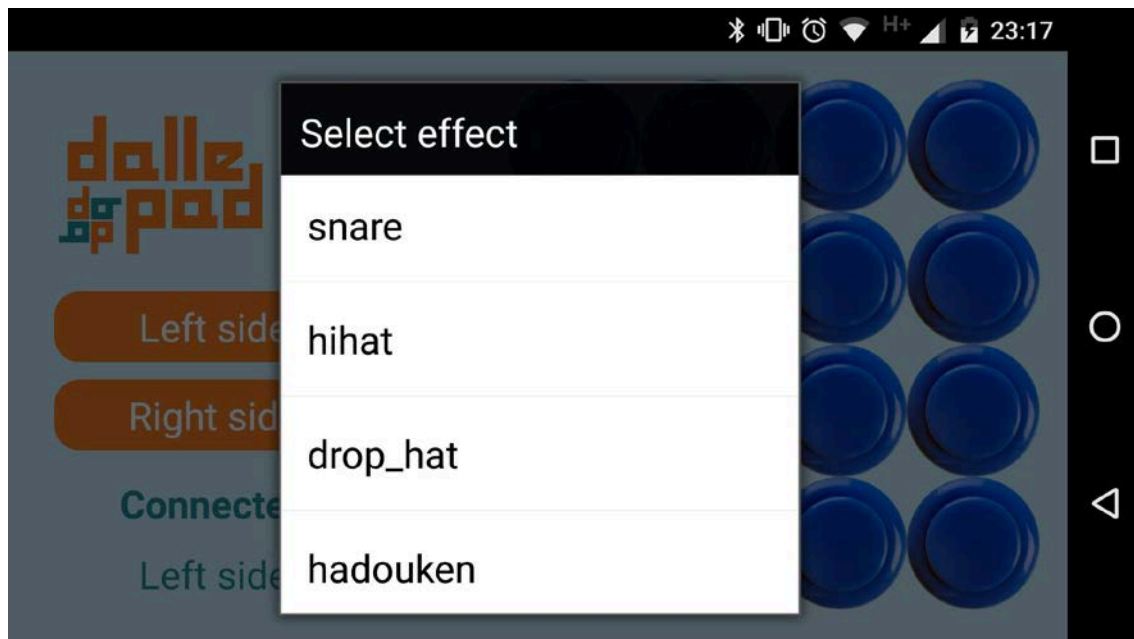 H+ 23:17
dalle
pad
Select effect
snare
Left side
hihat
Right sid
drop_hat
Connecte
Left side
hadouken